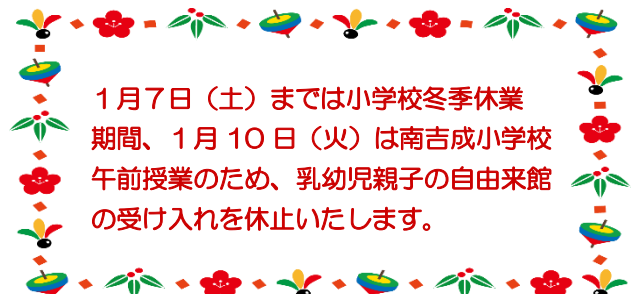 １月７日（土）までは小学校冬季休業
期間、１月 10 日（火）は南吉成小学校
午前授業のため、乳幼児親子の自由来館
の受け入れを休止いたします。